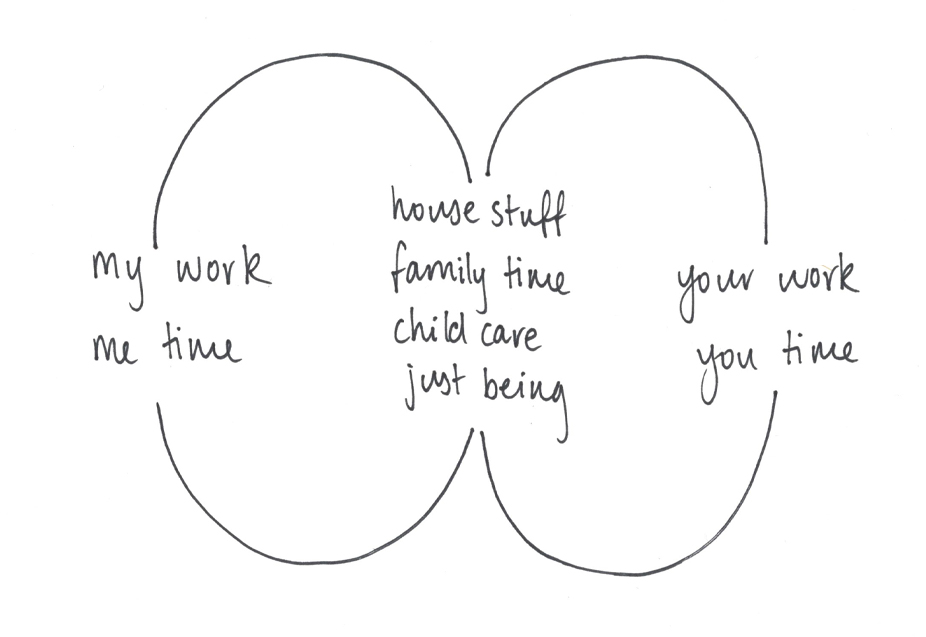 my work
me time
house stuff
family time
child care
just being
your work
you time